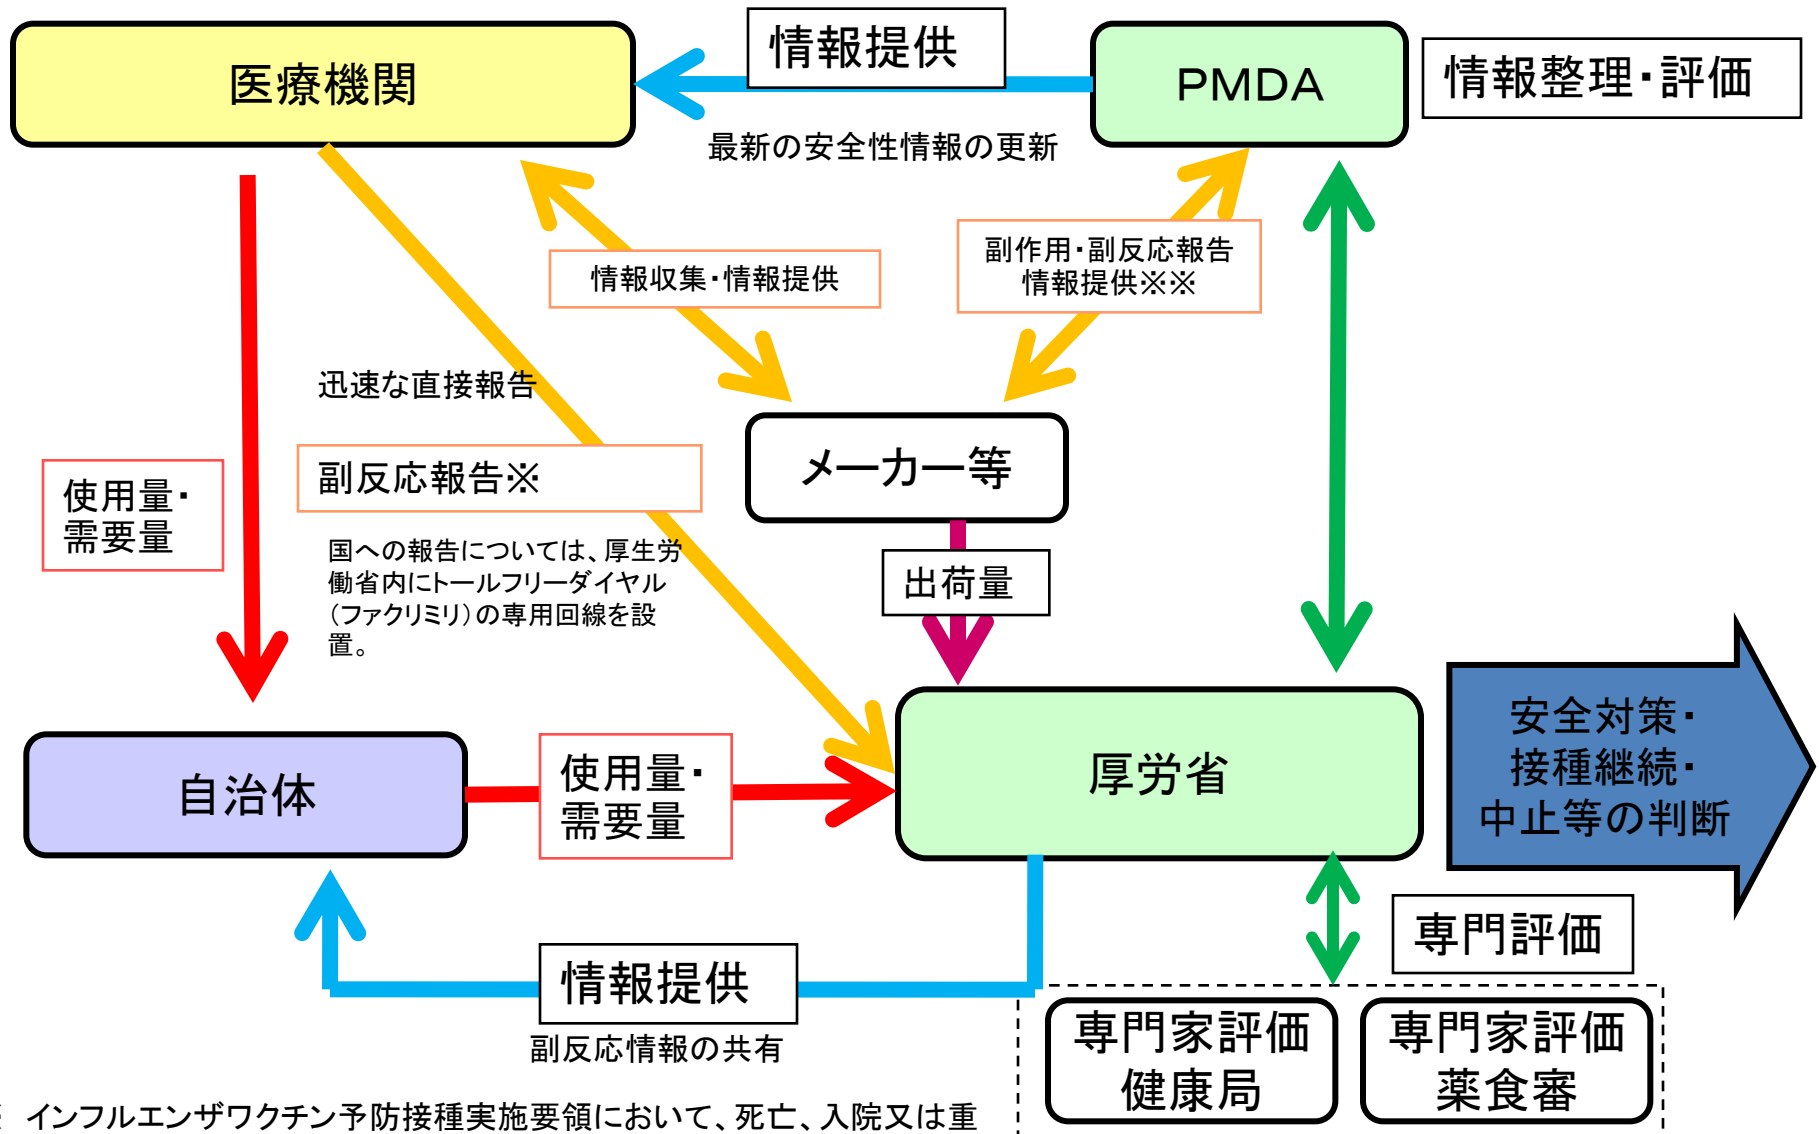 情報提供
医療機関
PMDA
情報整理・評価
最新の安全性情報の更新
副作用・副反応報告
情報提供※※
情報収集・情報提供
迅速な直接報告
メーカー等
副反応報告※
使用量・
需要量
国への報告については、厚生労
働省内にトールフリーダイヤル
（ファクリミリ）の専用回線を設
置。
出荷量
安全対策・
接種継続・
中止等の判断
自治体
使用量・
需要量
厚労省
専門評価
情報提供
副反応情報の共有
専門家評価
健康局
専門家評価
薬食審
インフルエンザワクチン予防接種実施要領において、死亡、入院又は重